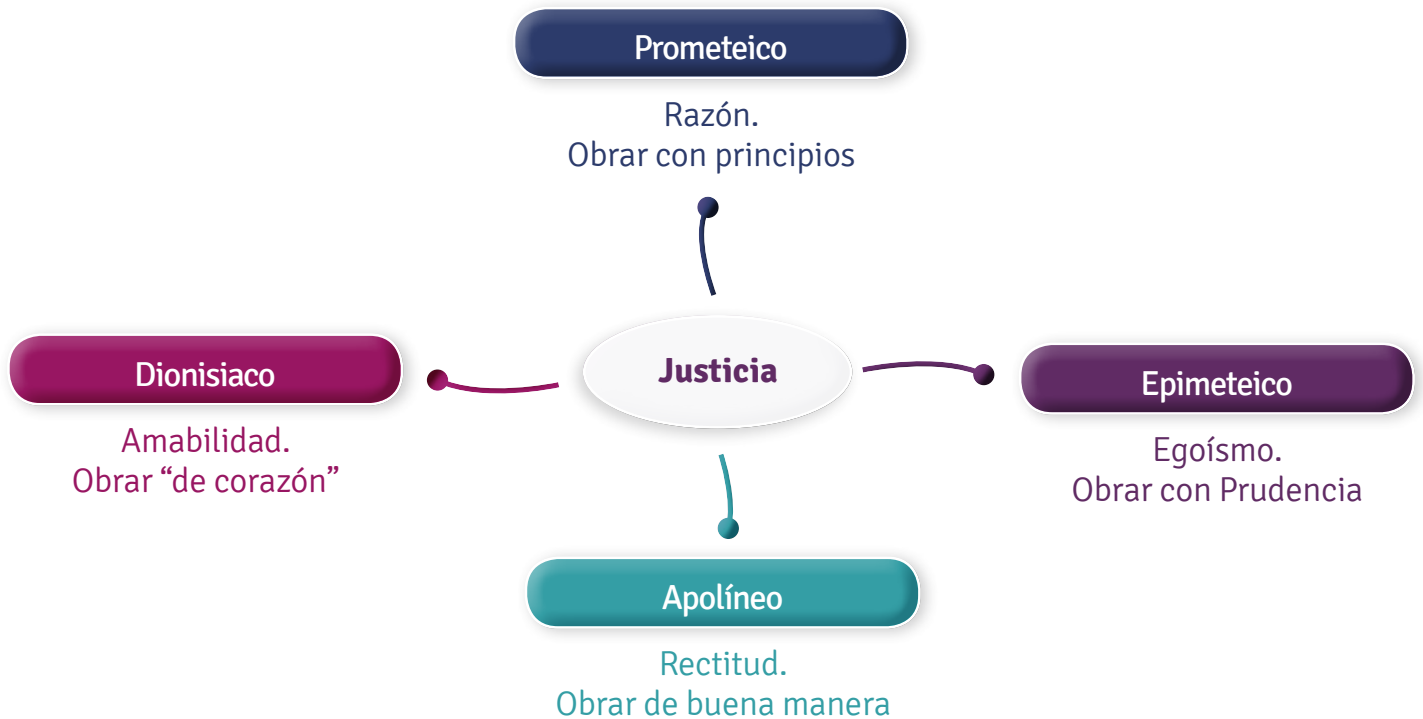 Prometeico
Razón.
Obrar con principios
Justicia
Dionisiaco
Amabilidad.
Obrar “de corazón”
Epimeteico
Egoísmo.
Obrar con Prudencia
Apolíneo
Rectitud.
Obrar de buena manera